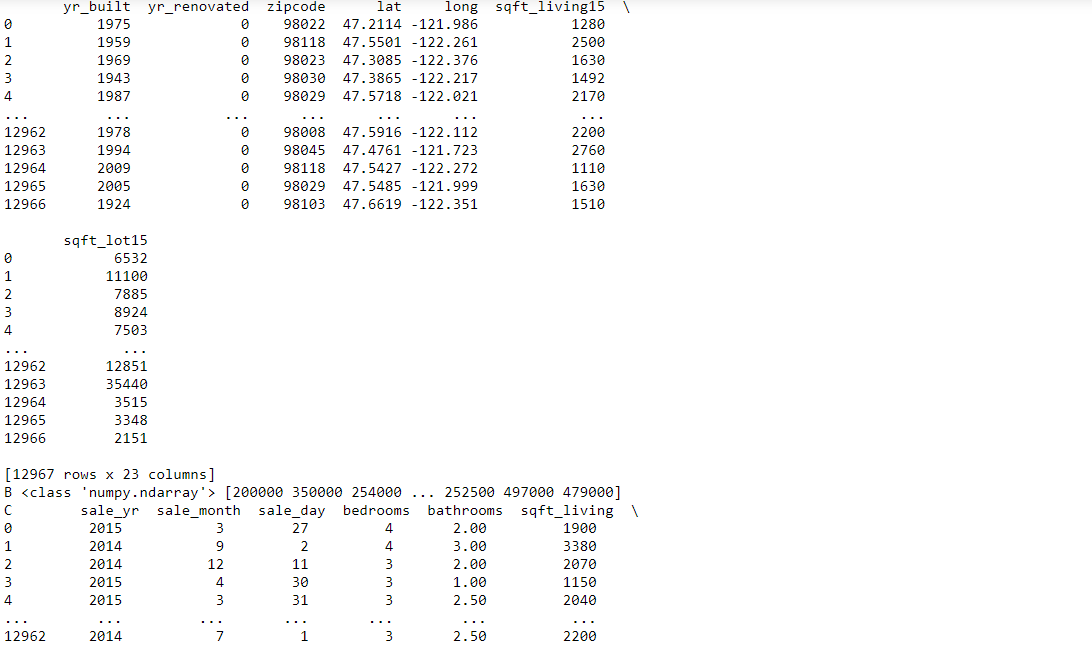 yr_built  yr_renovated  zipcode      lat     long  sqft_living15  \
0          1975             0    98022  47.2114 -121.986           1280
1          1959             0    98118  47.5501 -122.261           2500
2          1969             0    98023  47.3085 -122.376           1630
3          1943             0    98030  47.3865 -122.217           1492
4          1987             0    98029  47.5718 -122.021           2170
...         ...           ...      ...      ...      ...            ...
12962      1978             0    98008  47.5916 -122.112           2200
12963      1994             0    98045  47.4761 -121.723           2760
12964      2009             0    98118  47.5427 -122.272           1110
12965      2005             0    98029  47.5485 -121.999           1630
12966      1924             0    98103  47.6619 -122.351           1510
       sqft_lot15
0            6532
1           11100
2            7885
3            8924
4            7503
...           ...
12962       12851
12963       35440
12964        3515
12965        3348
12966        2151
[12967 rows x 23 columns]
B <class 'numpy.ndarray'> [200000 350000 254000 ... 252500 497000 479000]
C        sale_yr  sale_month  sale_day  bedrooms  bathrooms  sqft_living  \
0         2015           3        27         4       2.00         1900
1         2014           9         2         4       3.00         3380
2         2014          12        11         3       2.00         2070
3         2015           4        30         3       1.00         1150
4         2015           3        31         3       2.50         2040
...        ...         ...       ...       ...        ...          ...
12962     2014           7         1         3       2.50         2200